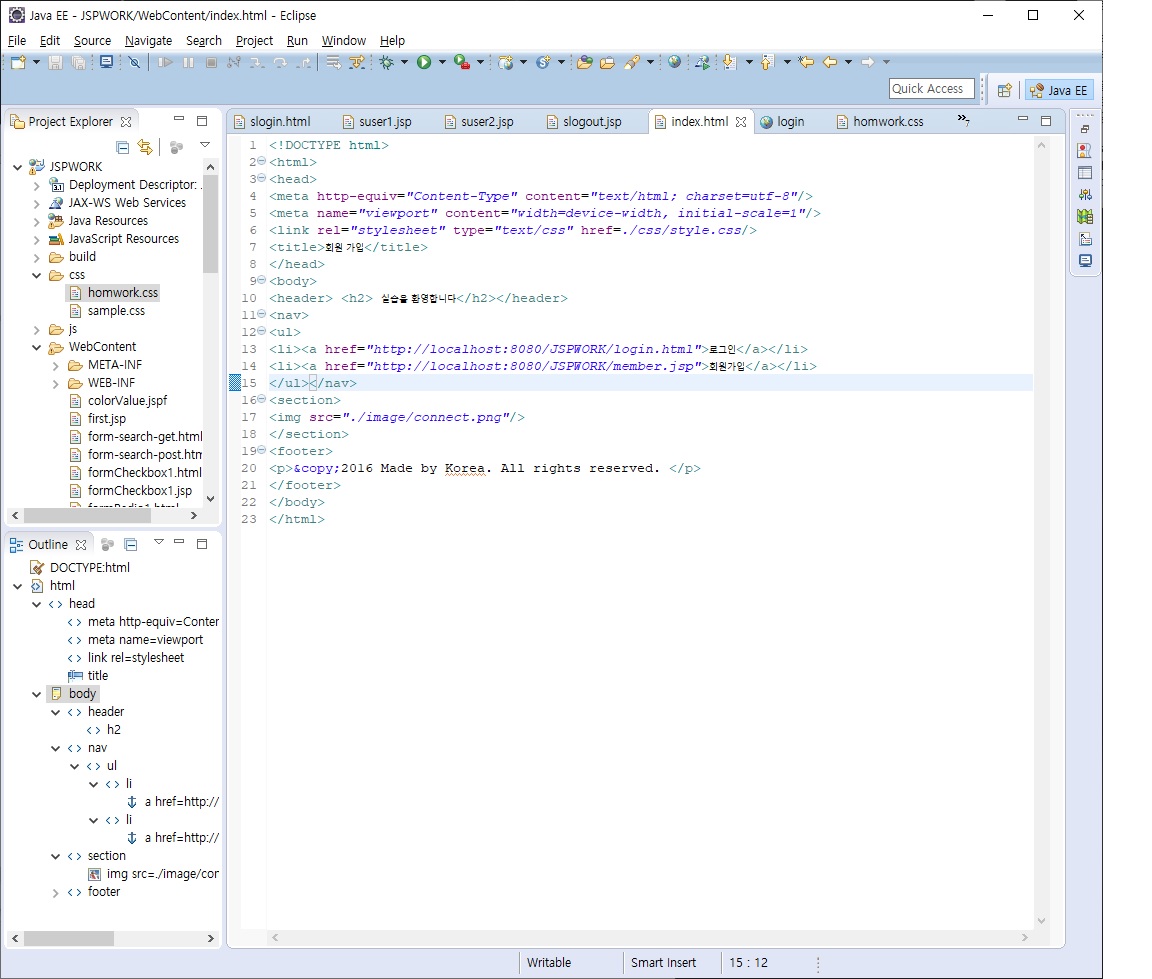 Java EE - JSPWORK/WebContent/index.html - Eclipse
File Edit Source Navigate Search Project Run Window Help
Quick Access
Java EE
Project Explorer
JSPWORK
Deployment Descriptor:
JAX-WS Web Services
Java Resources
JavaScript Resources
build
css
homwork.css
sample.css
js
WebContent
META-INF
WEB-INF
colorValue.jspf
first.jsp
form-search-get.html
form-search-post.htm
formCheckbox1.html
formCheckbox1.jsp
Outline
DOCTYPE:html
html
head
meta http-equiv=Conter
meta name=viewport
link rel=stylesheet
title
body
header
h2
nav
ul
li
a href=http://
li
a href=http://
section
img src=./image/cor
footer
slogin.html suser1.jsp suser2.jsp slogout.jsp index.html login homwork.css »7
1 <!DOCTYPE html>
2 <html>
3 <head>
4 <meta http-equiv="Content-Type" content="text/html; charset=utf-8"/>
5 <meta name="viewport" content="width=device-width, initial-scale=1"/>
6 <link rel="stylesheet" type="text/css" href=./css/style.css/>
7 <title>회원 가입</title>
8 </head>
9 <body>
10 <header> <h2> 실습을 환영합니다</h2></header>
11 <nav>
12 <ul>
13 <li><a href="http://localhost:8080/JSPWORK/login.html">로그인</a></li>
14 <li><a href="http://localhost:8080/JSPWORK/member.jsp">회원가입</a></li>
15 </ul></nav>
16 <section>
17 <img src="./image/connect.png"/>
18 </section>
19 <footer>
20 <p>&copy;2016 Made by Korea. All rights reserved. </p>
21 </footer>
22 </body>
23 </html>
Writable Smart Insert 15 : 12